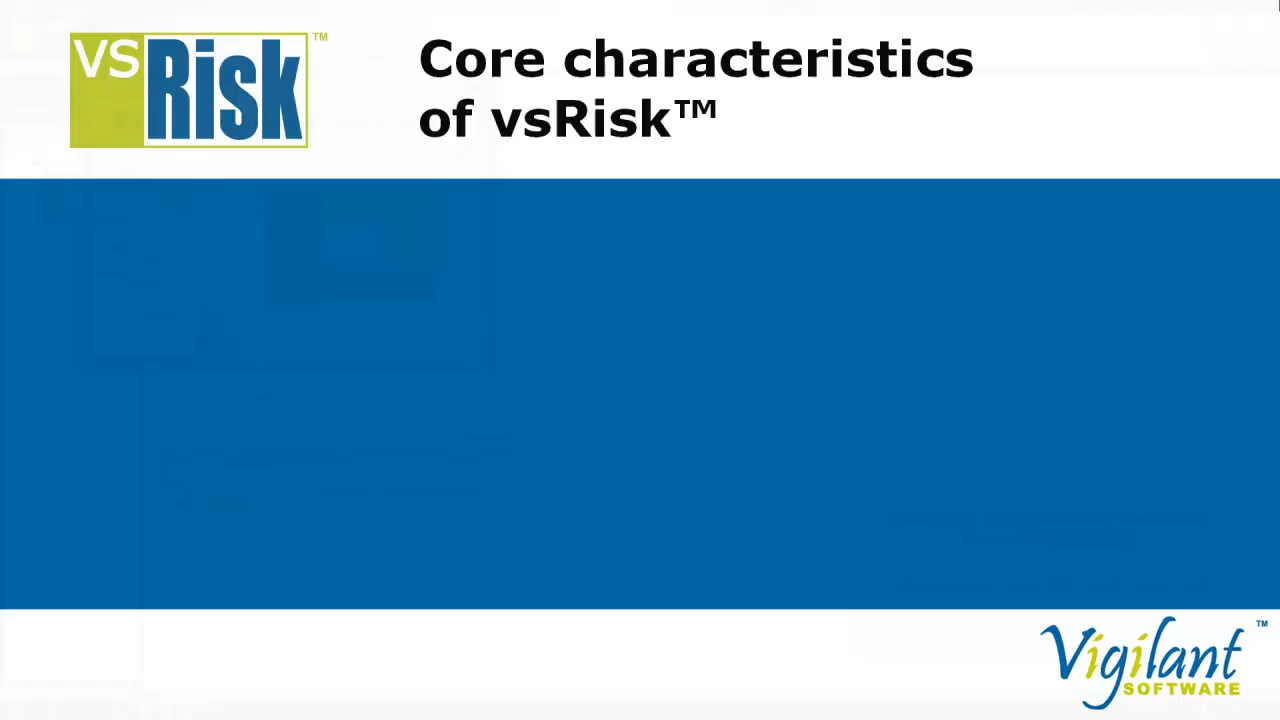 VSRisk™
Core characteristics
of vsRisk™
Vigilant™
SOFTWARE